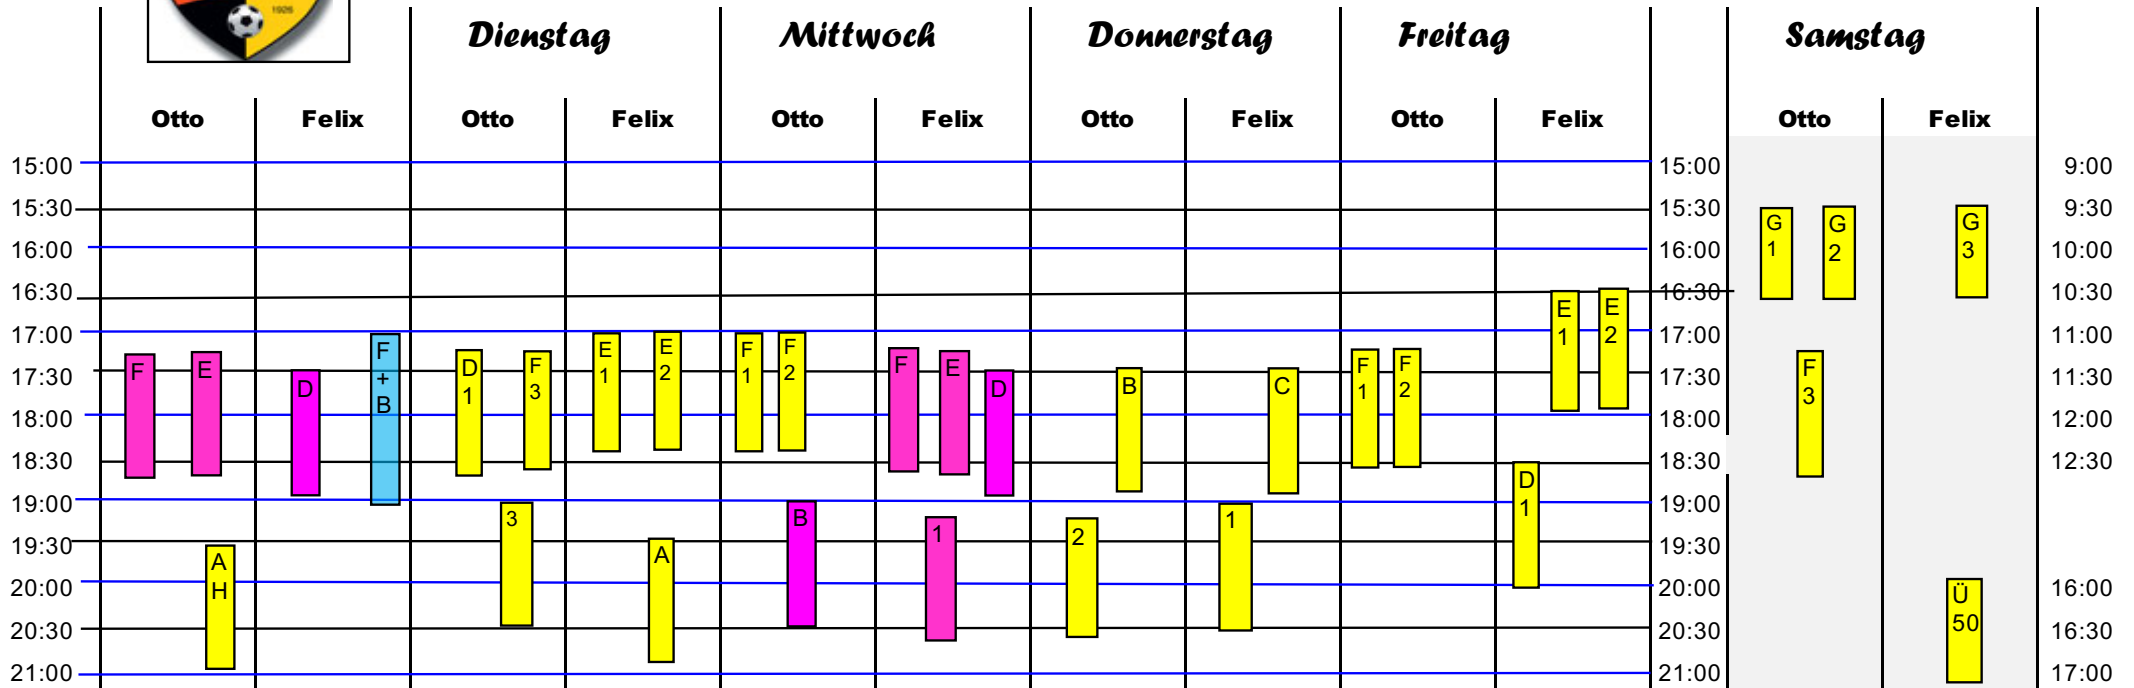 1926
Dienstag Mittwoch Donnerstag Freitag Samstag
Otto Felix Otto Felix Otto Felix Otto Felix Otto Felix Otto Felix
15:00 15:00 9:00
15:30 15:30 9:30
G G G
1 2 3
16:00 16:00 10:00
16:30 16:30 10:30
E E
1 2
17:00 17:00 11:00
F E D F
+
B
D F E E F F F E D B C F F F
1 3 1 2 1 2 1 2 3
17:30 17:30 11:30
18:00 18:00 12:00
18:30 18:30 12:30
D
1
19:00 19:00
3 B 1 2 1
19:30 19:30
A A
H
20:00 20:00 16:00
Ü
50
20:30 20:30 16:30
21:00 21:00 17:00